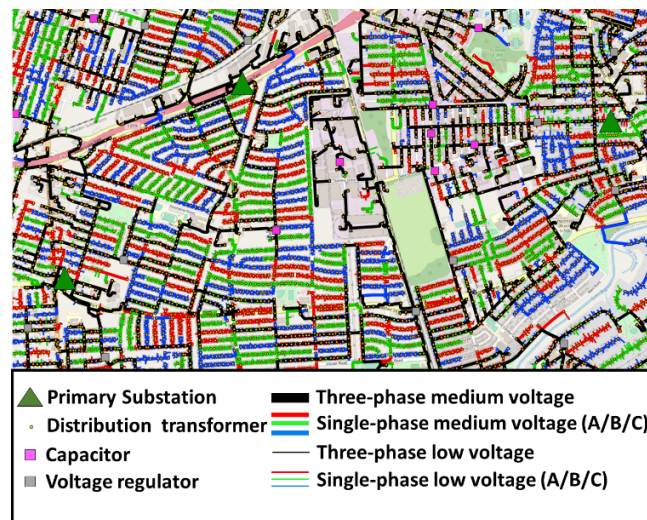 Primary Substation
Distribution transformer
Capacitor
Voltage regulator
Three-phase medium voltage
Single-phase medium voltage (A/B/C)
Three-phase low voltage
Single-phase low voltage (A/B/C)